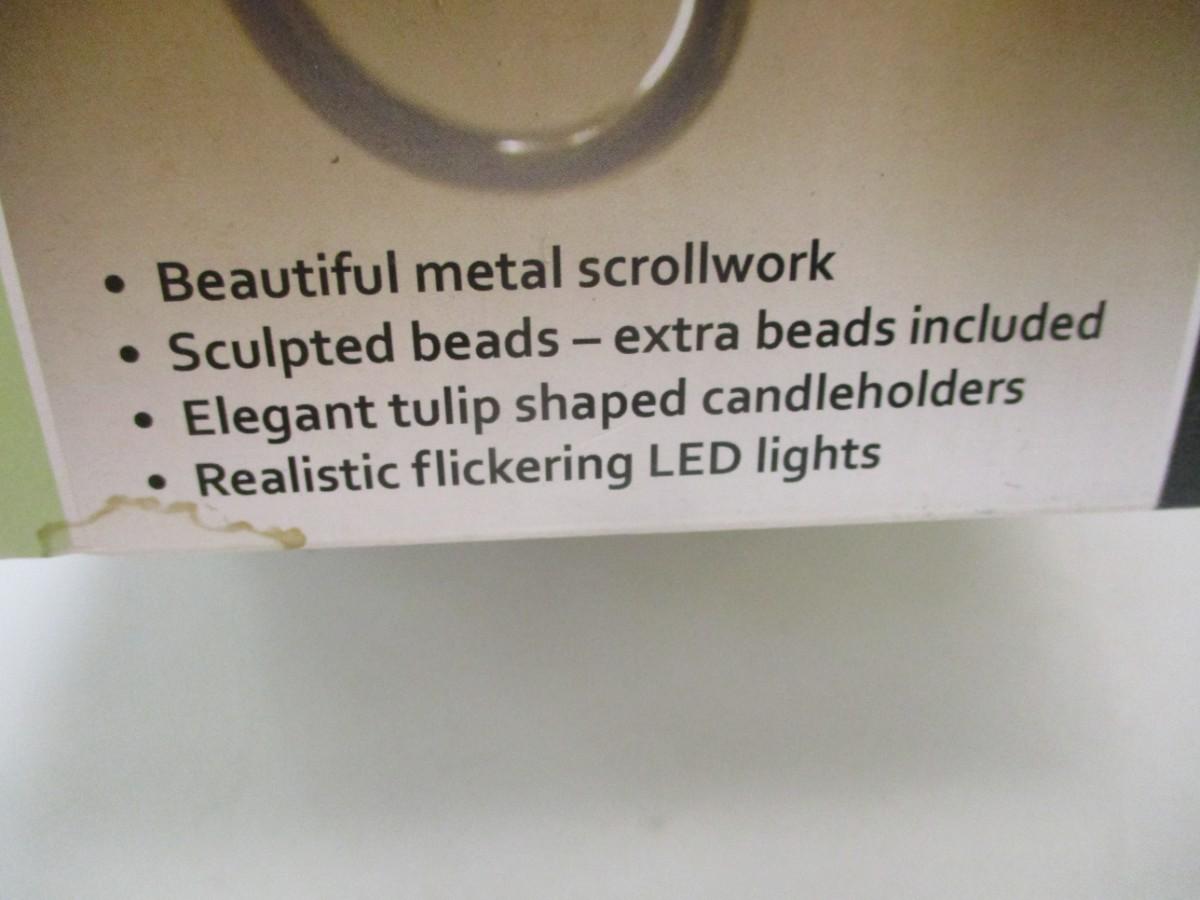 • Beautiful metal scrollwork
• Sculpted beads – extra beads included
• Elegant tulip shaped candleholders
• Realistic flickering LED lights